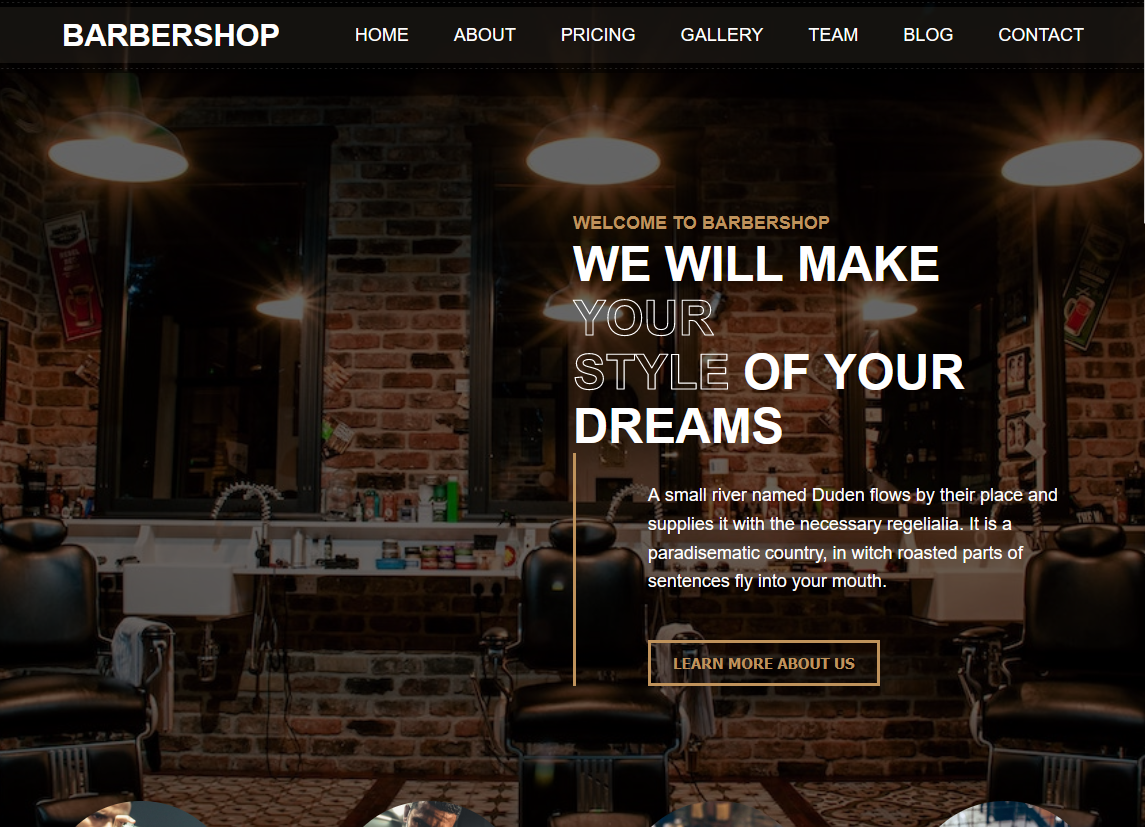 BARBERSHOP HOME ABOUT PRICING GALLERY TEAM BLOG CONTACT
WELCOME TO BARBERSHOP
WE WILL MAKE
YOUR
STYLE OF YOUR
DREAMS
A small river named Duden flows by their place and
supplies it with the necessary regelialia. It is a
paradisematic country, in witch roasted parts of
sentences fly into your mouth.
LEARN MORE ABOUT US